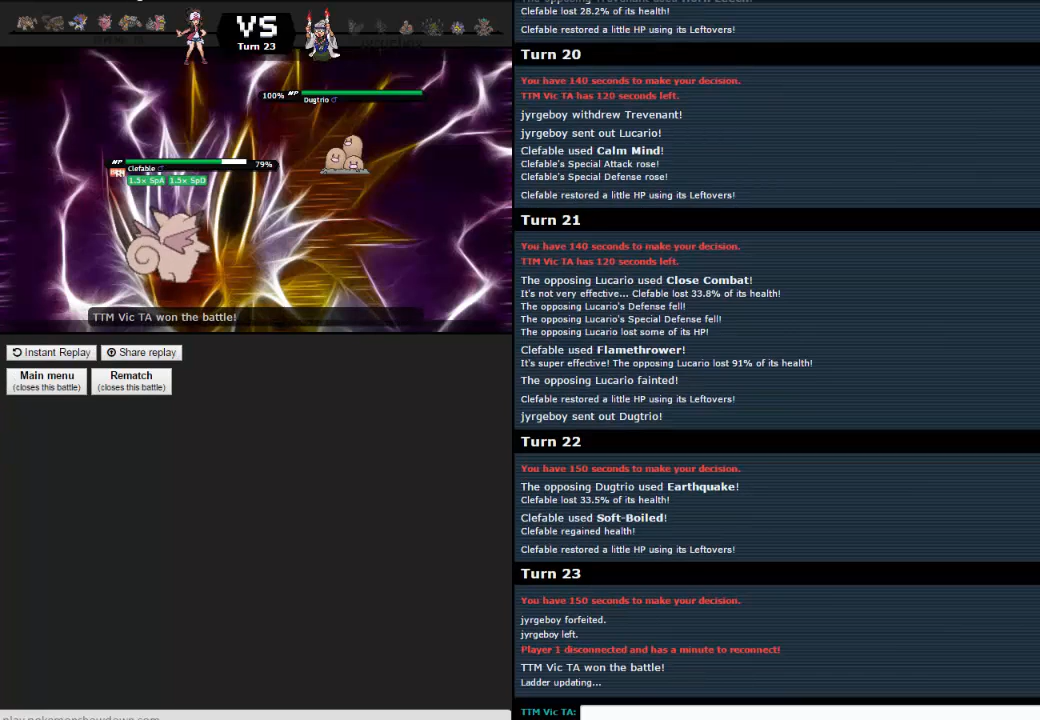 VS
Turn 23
100%
Dugtrio
Clefable
79%
1.5× SpA 1.5× SpD
TTM Vic TA won the battle!
Instant Replay
Share replay
Main menu
(closes this battle)
Rematch
(closes this battle)
play.pokemonshowdown.com
Clefable lost 28.2% of its health!
Clefable restored a little HP using its Leftovers!
Turn 20
You have 140 seconds to make your decision.
TTM Vic TA has 120 seconds left.
jyrgeboy withdrew Trevenant!
jyrgeboy sent out Lucario!
Clefable used Calm Mind!
Clefable's Special Attack rose!
Clefable's Special Defense rose!
Clefable restored a little HP using its Leftovers!
Turn 21
You have 140 seconds to make your decision.
TTM Vic TA has 120 seconds left.
The opposing Lucario used Close Combat!
It's not very effective... Clefable lost 33.8% of its health!
The opposing Lucario's Defense fell!
The opposing Lucario's Special Defense fell!
The opposing Lucario lost some of its HP!
Clefable used Flamethrower!
It's super effective! The opposing Lucario lost 91% of its health!
The opposing Lucario fainted!
Clefable restored a little HP using its Leftovers!
jyrgeboy sent out Dugtrio!
Turn 22
You have 150 seconds to make your decision.
The opposing Dugtrio used Earthquake!
Clefable lost 33.5% of its health!
Clefable used Soft-Boiled!
Clefable regained health!
Clefable restored a little HP using its Leftovers!
Turn 23
You have 150 seconds to make your decision.
jyrgeboy forfeited.
jyrgeboy left.
Player 1 disconnected and has a minute to reconnect!
TTM Vic TA won the battle!
Ladder updating...
TTM Vic TA: